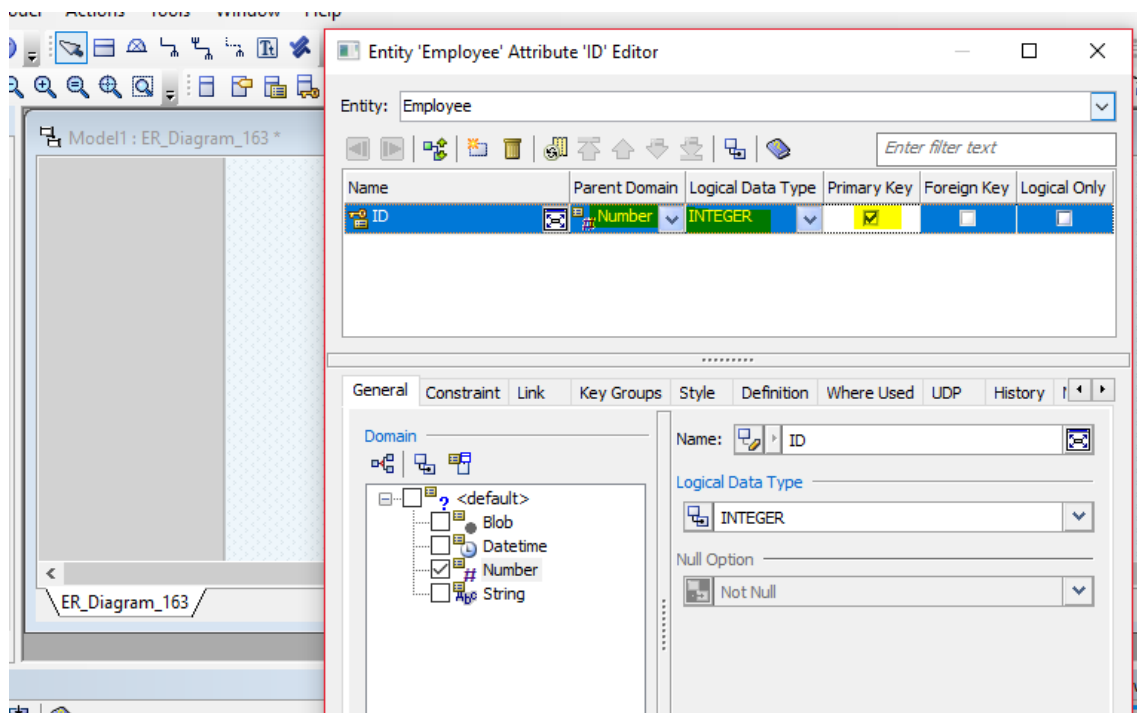 Model Actions Tools Window Help
Entity 'Employee' Attribute 'ID' Editor
Entity: Employee
Model1 : ER_Diagram_163 *
Enter filter text
Name Parent Domain Logical Data Type Primary Key Foreign Key Logical Only
ID Number INTEGER
General Constraint Link Key Groups Style Definition Where Used UDP History
Domain
Name: ID
Logical Data Type
<default>
INTEGER
Blob
Datetime
Null Option
Number
Not Null
String
ER_Diagram_163